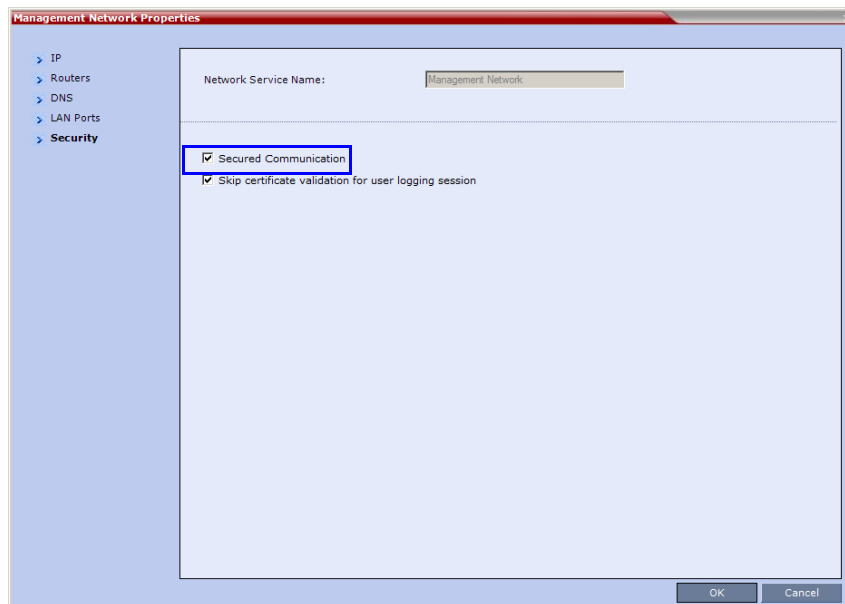 Management Network Properties
IP
Routers
DNS
LAN Ports
Security
Network Service Name:
Management Network
Secured Communication
Skip certificate validation for user logging session
OK
Cancel